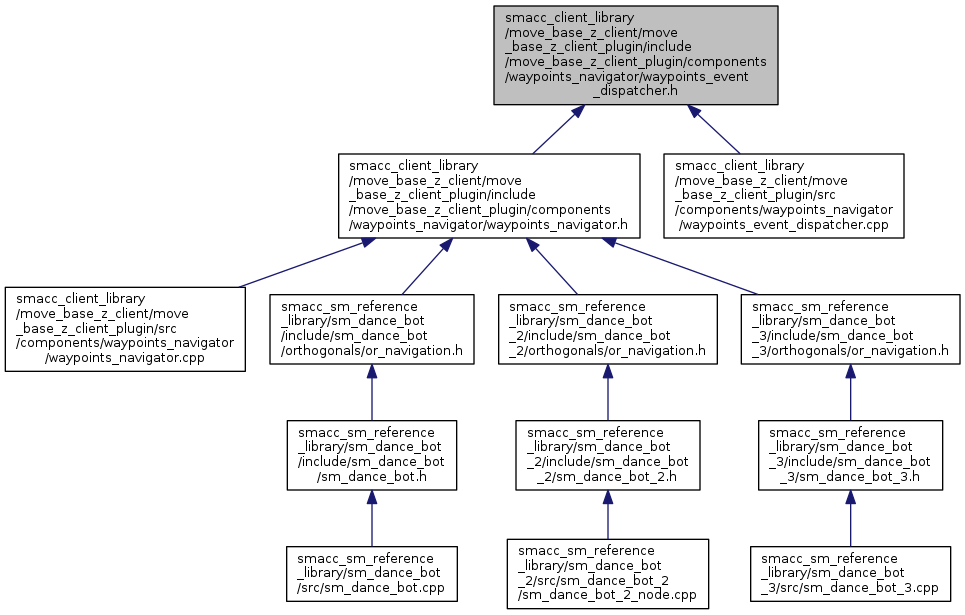 smacc_client_library
/move_base_z_client/move
_base_z_client_plugin/include
/move_base_z_client_plugin/components
/waypoints_navigator/waypoints_event
_dispatcher.h
smacc_client_library
/move_base_z_client/move
_base_z_client_plugin/include
/move_base_z_client_plugin/components
/waypoints_navigator/waypoints_navigator.h
smacc_client_library
/move_base_z_client/move
_base_z_client_plugin/src
/components/waypoints_navigator
/waypoints_event_dispatcher.cpp
smacc_client_library
/move_base_z_client/move
_base_z_client_plugin/src
/components/waypoints_navigator
/waypoints_navigator.cpp
smacc_sm_reference
_library/sm_dance_bot
/include/sm_dance_bot
/orthogonals/or_navigation.h
smacc_sm_reference
_library/sm_dance_bot
_2/include/sm_dance_bot
_2/orthogonals/or_navigation.h
smacc_sm_reference
_library/sm_dance_bot
_3/include/sm_dance_bot
_3/orthogonals/or_navigation.h
smacc_sm_reference
_library/sm_dance_bot
/include/sm_dance_bot
/sm_dance_bot.h
smacc_sm_reference
_library/sm_dance_bot
_2/include/sm_dance_bot
_2/sm_dance_bot_2.h
smacc_sm_reference
_library/sm_dance_bot
_3/include/sm_dance_bot
_3/sm_dance_bot_3.h
smacc_sm_reference
_library/sm_dance_bot
/src/sm_dance_bot.cpp
smacc_sm_reference
_library/sm_dance_bot
_2/src/sm_dance_bot_2
/sm_dance_bot_2_node.cpp
smacc_sm_reference
_library/sm_dance_bot
_3/src/sm_dance_bot_3.cpp